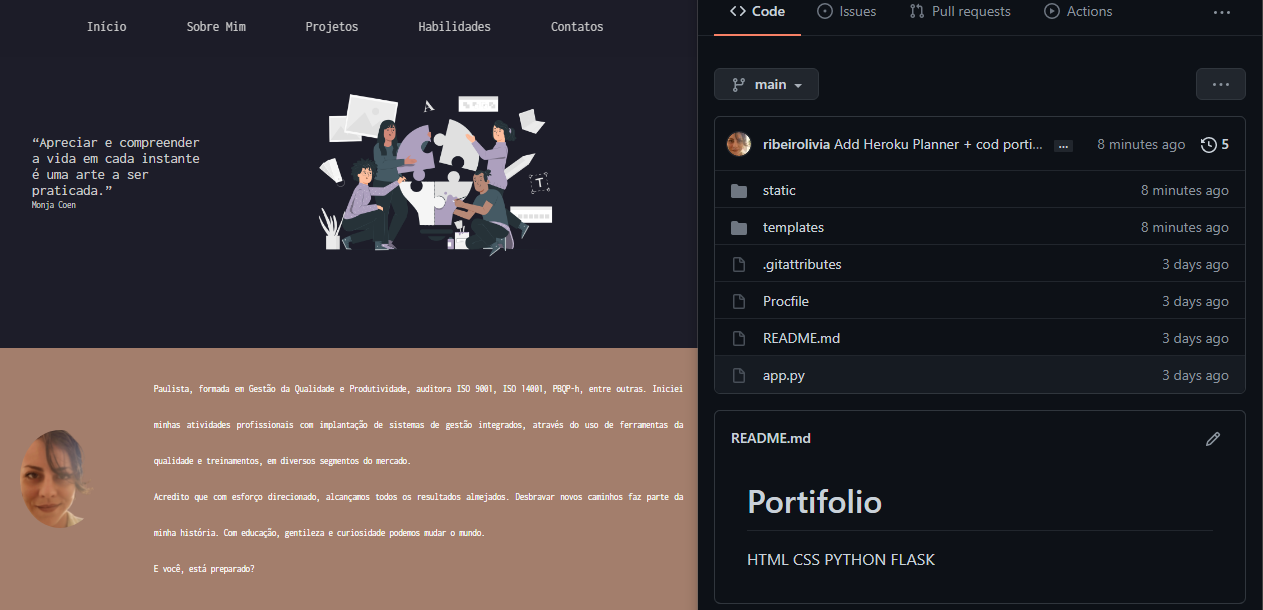 Início Sobre Mim Projetos Habilidades Contatos
“Apreciar e compreender
a vida em cada instante
é uma arte a ser
praticada.”
Monja Coen
A
T
Paulista, formada em Gestão da Qualidade e Produtividade, auditora ISO 9001, ISO 14001, PBQP-h, entre outras. Iniciei
minhas atividades profissionais com implantação de sistemas de gestão integrados, através do uso de ferramentas da
qualidade e treinamentos, em diversos segmentos do mercado.
Acredito que com esforço direcionado, alcançamos todos os resultados almejados. Desbravar novos caminhos faz parte da
minha história. Com educação, gentileza e curiosidade podemos mudar o mundo.
E você, está preparado?
Code Issues Pull requests Actions ...
main ...
ribeirolivia Add Heroku Planner + cod porti... ... 8 minutes ago 5
static 8 minutes ago
templates 8 minutes ago
.gitattributes 3 days ago
Procfile 3 days ago
README.md 3 days ago
app.py 3 days ago
README.md
Portifolio
HTML CSS PYTHON FLASK